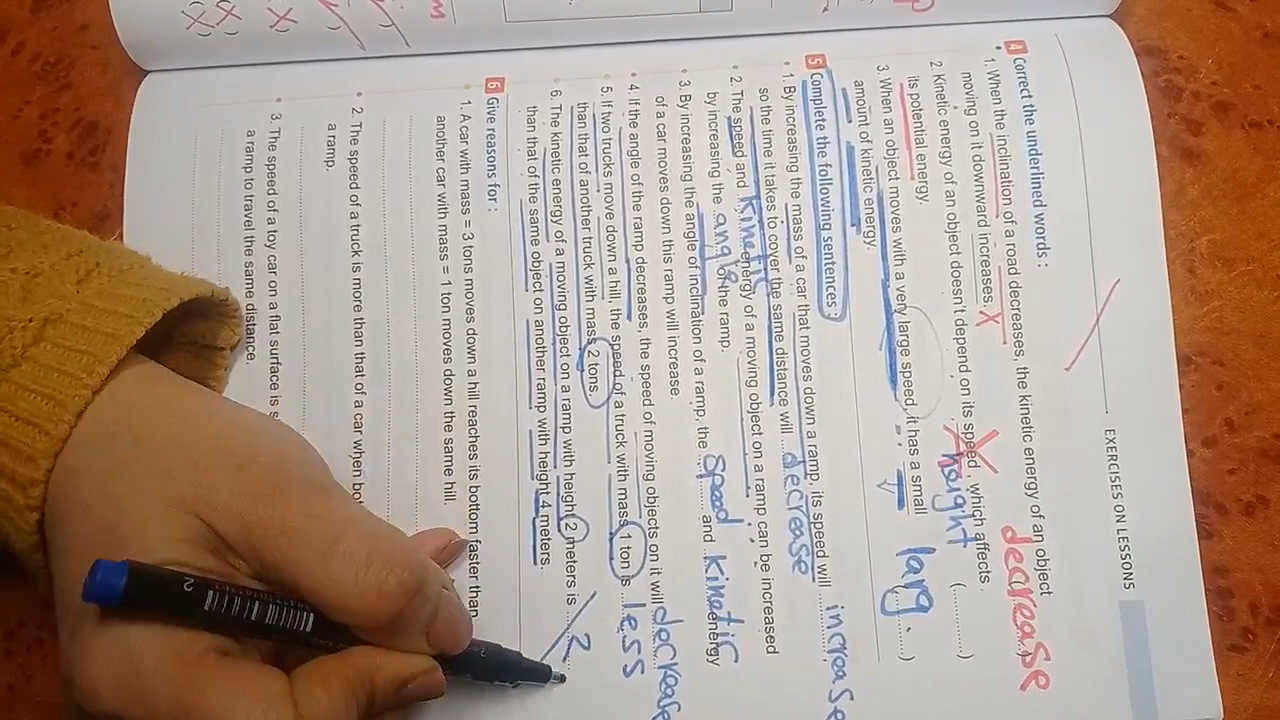 EXERCISES ON LESSONS
4 Correct the underlined words :
1. When the inclination of a road decreases, the kinetic energy of an object
moving on it downward increases. X (..........) decrease
2. Kinetic energy of an object doesn't depend on its speed, which affects
its potential energy. height (..........)
3. When an object moves with a very large speed, it has a small
amount of kinetic energy. larg. (..........)
5 Complete the following sentences :
1. By increasing the mass of a car that moves down a ramp, its speed will increase
so the time it takes to cover the same distance will decrease
2. The speed and kinetic energy of a moving object on a ramp can be increased
by increasing the angle of the ramp.
3. By increasing the angle of inclination of a ramp, the speed and kinetic energy
of a car moves down this ramp will increase.
4. If the angle of the ramp decreases, the speed of moving objects on it will decrease
5. If two trucks move down a hill, the speed of a truck with mass 1 ton is less
than that of another truck with mass 2 tons.
6. The kinetic energy of a moving object on a ramp with height 2 meters is
than that of the same object on another ramp with height 4 meters.
6 Give reasons for :
1. A car with mass = 3 tons moves down a hill reaches its bottom faster than
another car with mass = 1 ton moves down the same hill.
2. The speed of a truck is more than that of a car when
a ramp.
3. The speed of a toy car on a flat surface is
a ramp to travel the same distance.